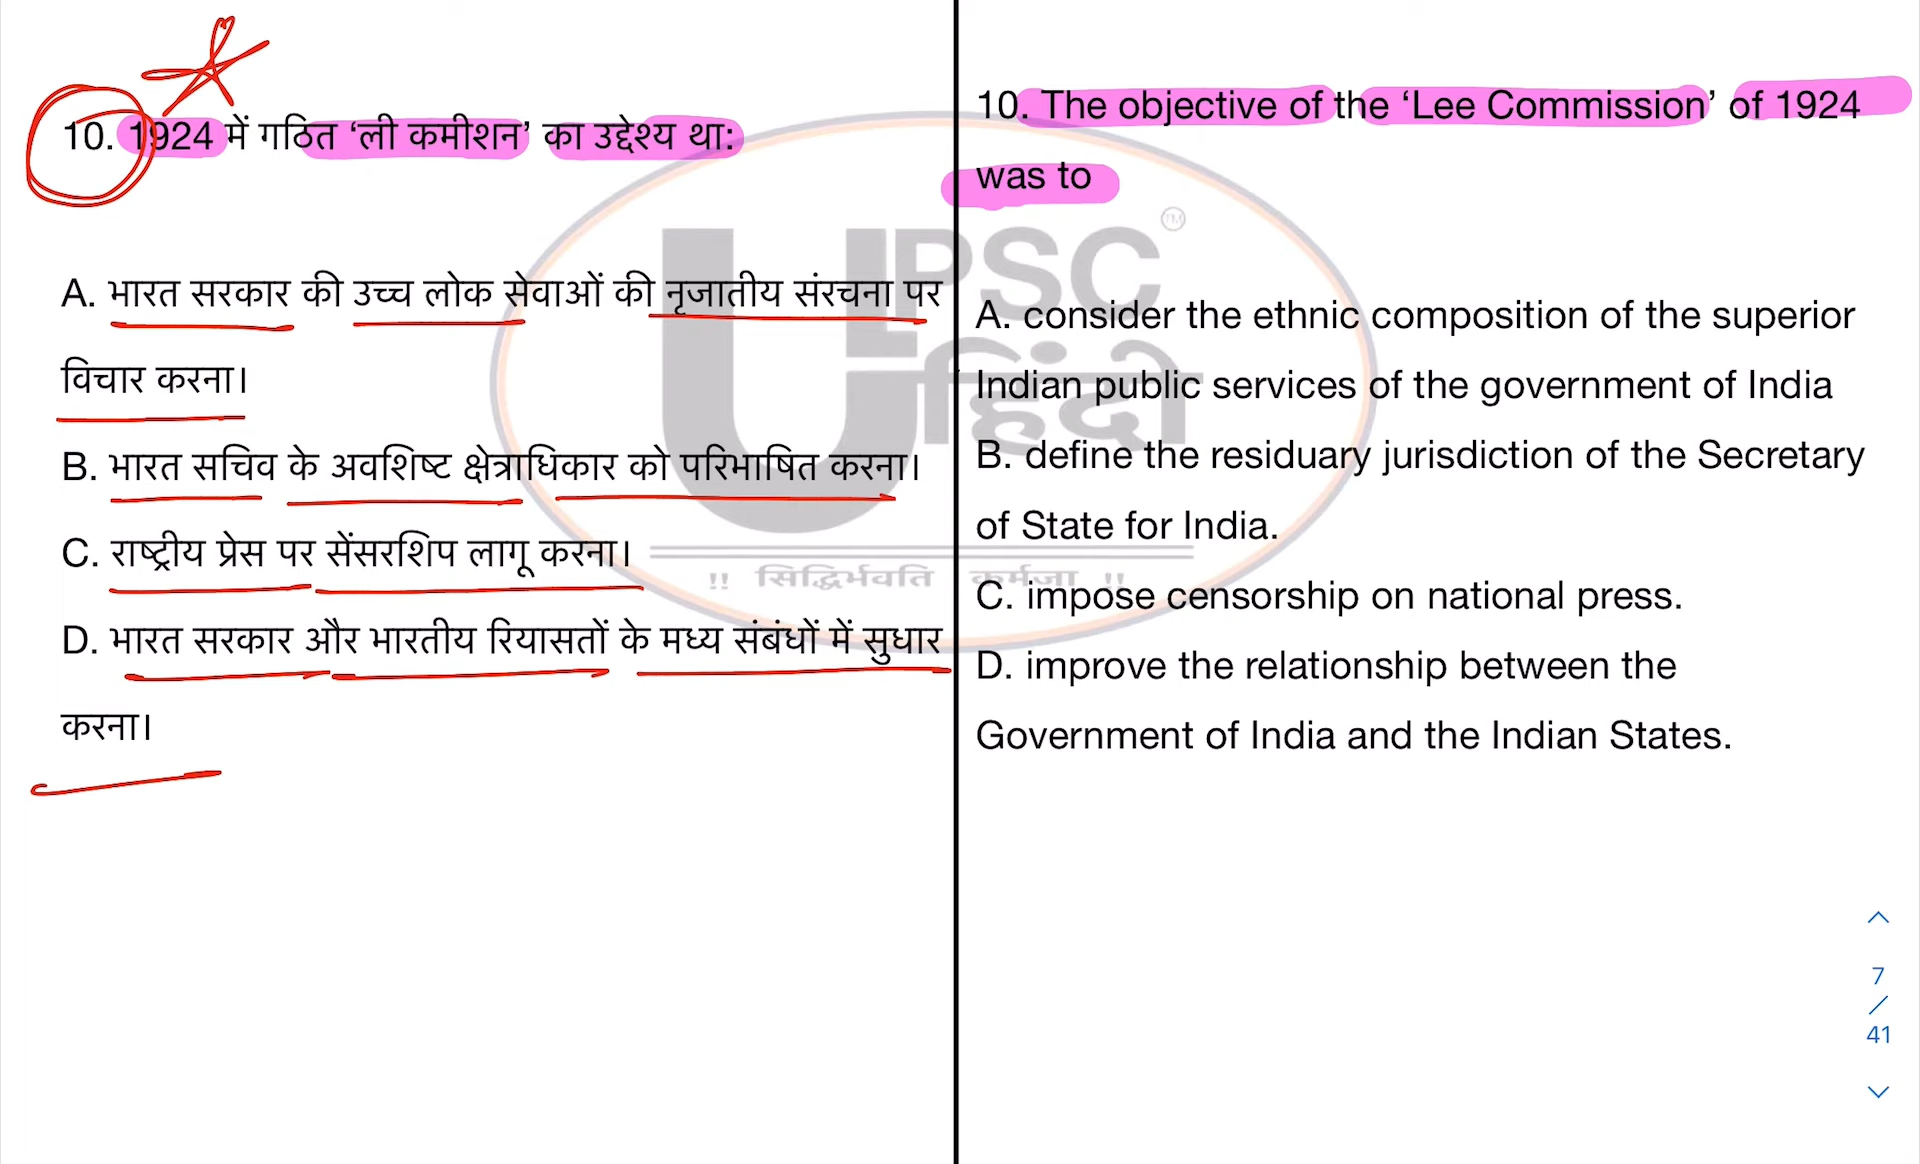 10. 1924 में गठित ‘ली कमीशन’ का उद्देश्य था:
A. भारत सरकार की उच्च लोक सेवाओं की नृजातीय संरचना पर
विचार करना।
B. भारत सचिव के अवशिष्ट क्षेत्राधिकार को परिभाषित करना।
C. राष्ट्रीय प्रेस पर सेंसरशिप लागू करना।
D. भारत सरकार और भारतीय रियासतों के मध्य संबंधों में सुधार
करना।
10. The objective of the ‘Lee Commission’ of 1924
was to
A. consider the ethnic composition of the superior
Indian public services of the government of India
B. define the residuary jurisdiction of the Secretary
of State for India.
C. impose censorship on national press.
D. improve the relationship between the
Government of India and the Indian States.
UPSC
TM
हिंदी
!! सिद्धिर्भवति कर्मजा !!
7
/
41